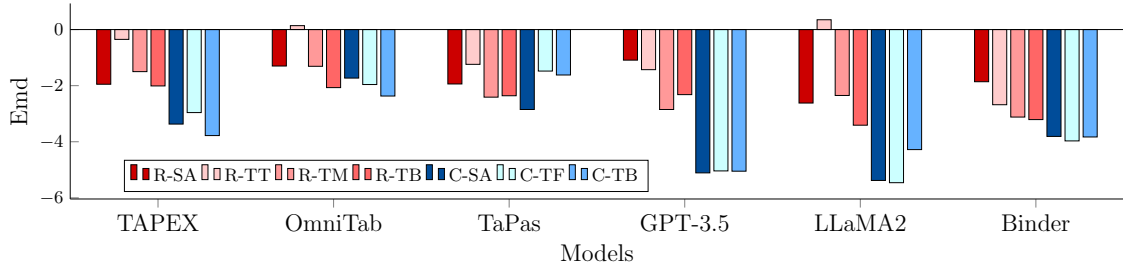 0
−2
−4
−6
Emd
R-SA R-TT R-TM R-TB C-SA C-TF C-TB
TAPEX OmniTab TaPas GPT-3.5 LLaMA2 Binder
Models